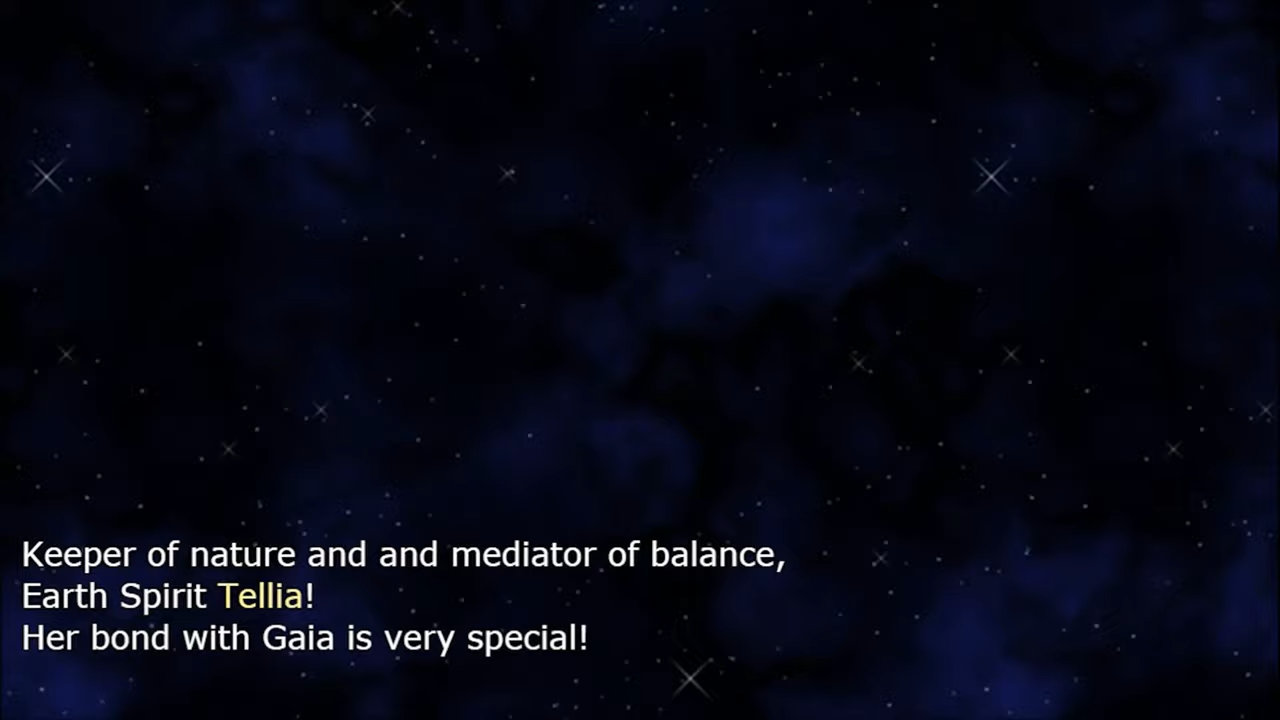 Keeper of nature and and mediator of balance,
Earth Spirit Tellia!
Her bond with Gaia is very special!